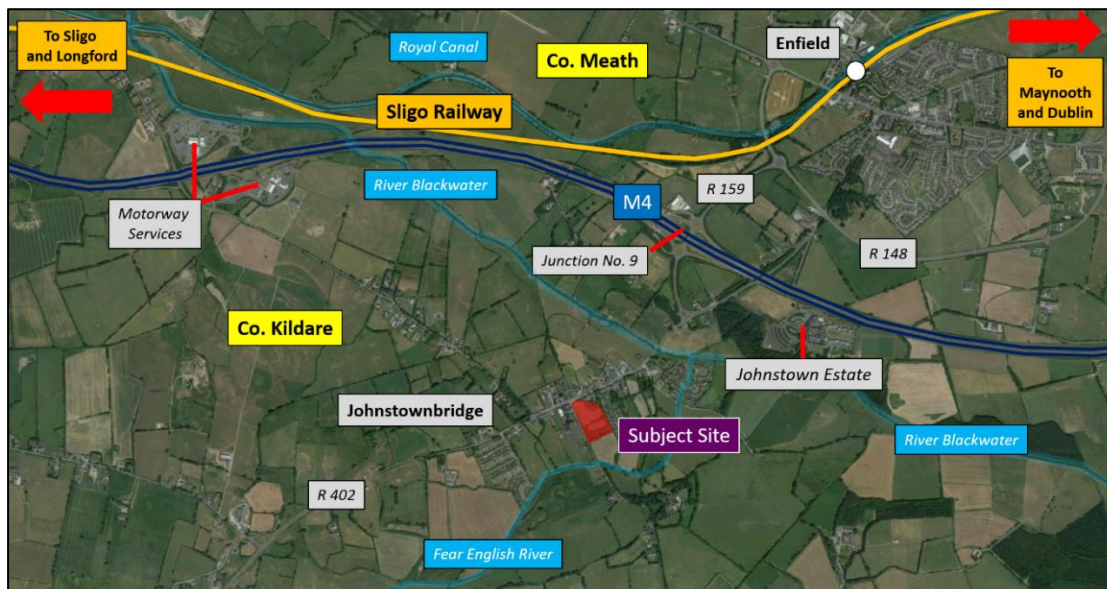 To Sligo
and Longford
Royal Canal
Co. Meath
Enfield
To
Maynooth
and Dublin
Sligo Railway
River Blackwater
R 159
M4
Motorway
Services
Junction No. 9
R 148
Co. Kildare
Johnstown Estate
Johnstownbridge
Subject Site
River Blackwater
R 402
Fear English River